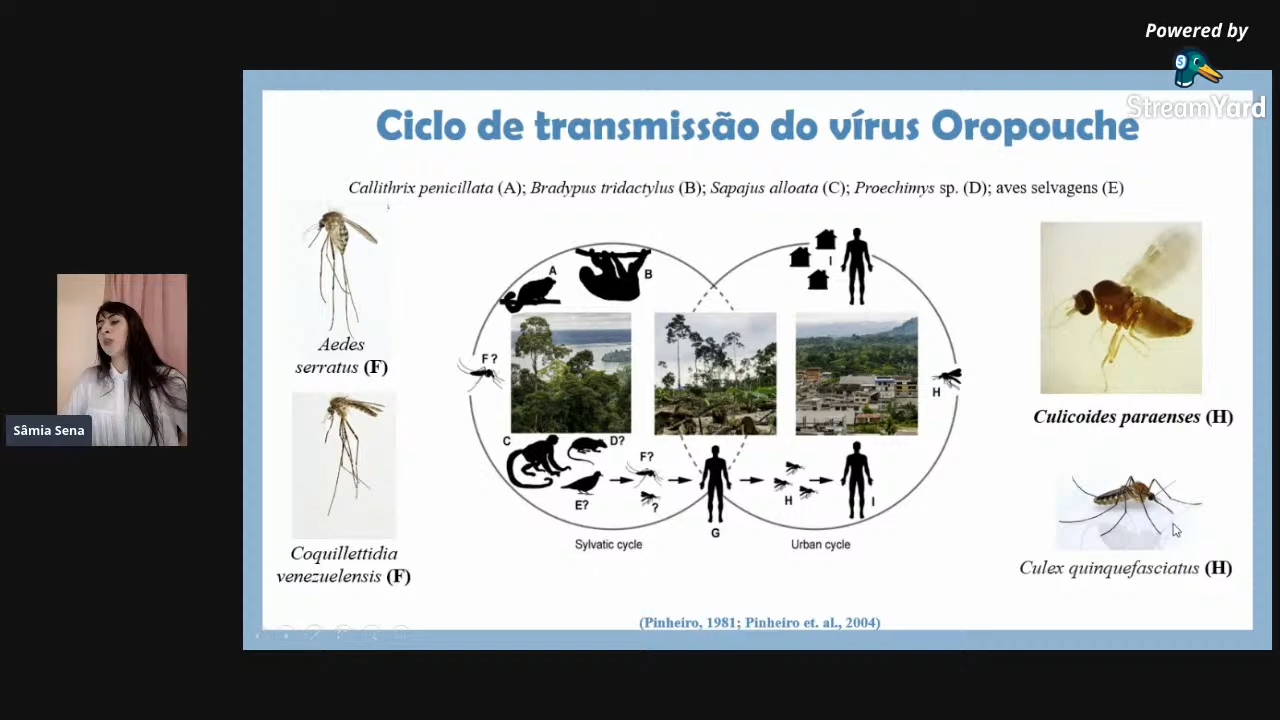 Powered by
StreamYard
Ciclo de transmissão do vírus Oropouche
Callithrix penicillata (A); Bradypus tridactylus (B); Sapajus alloata (C); Proechimys sp. (D); aves selvagens (E)
Aedes
serratus (F)
Coquillettidia
venezuelensis (F)
A
B
I
F?
H
C
D?
E?
F?
?
G
H
I
Sylvatic cycle
Urban cycle
Culicoides paraenses (H)
Culex quinquefasciatus (H)
(Pinheiro, 1981; Pinheiro et. al., 2004)
Sâmia Sena